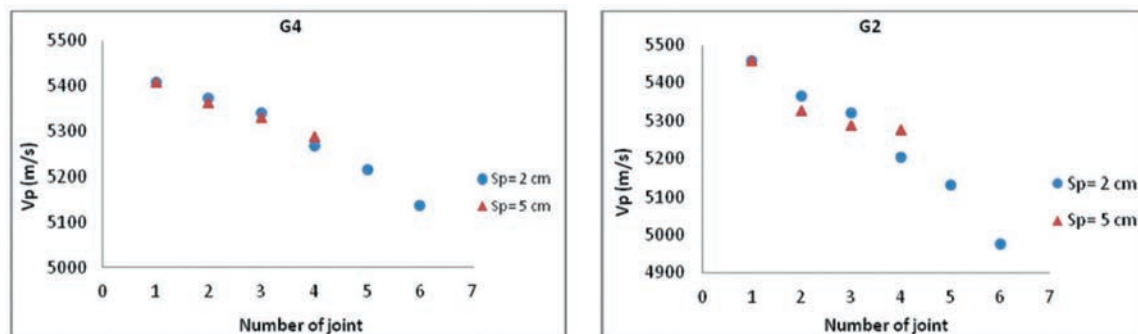 G4
5500
5400
5300
5200
5100
5000
Vp (m/s)
0 1 2 3 4 5 6 7
Number of joint
Sp= 2 cm
Sp= 5 cm
G2
5500
5400
5300
5200
5100
5000
4900
Vp (m/s)
0 1 2 3 4 5 6 7
Number of joint
Sp= 2 cm
Sp= 5 cm